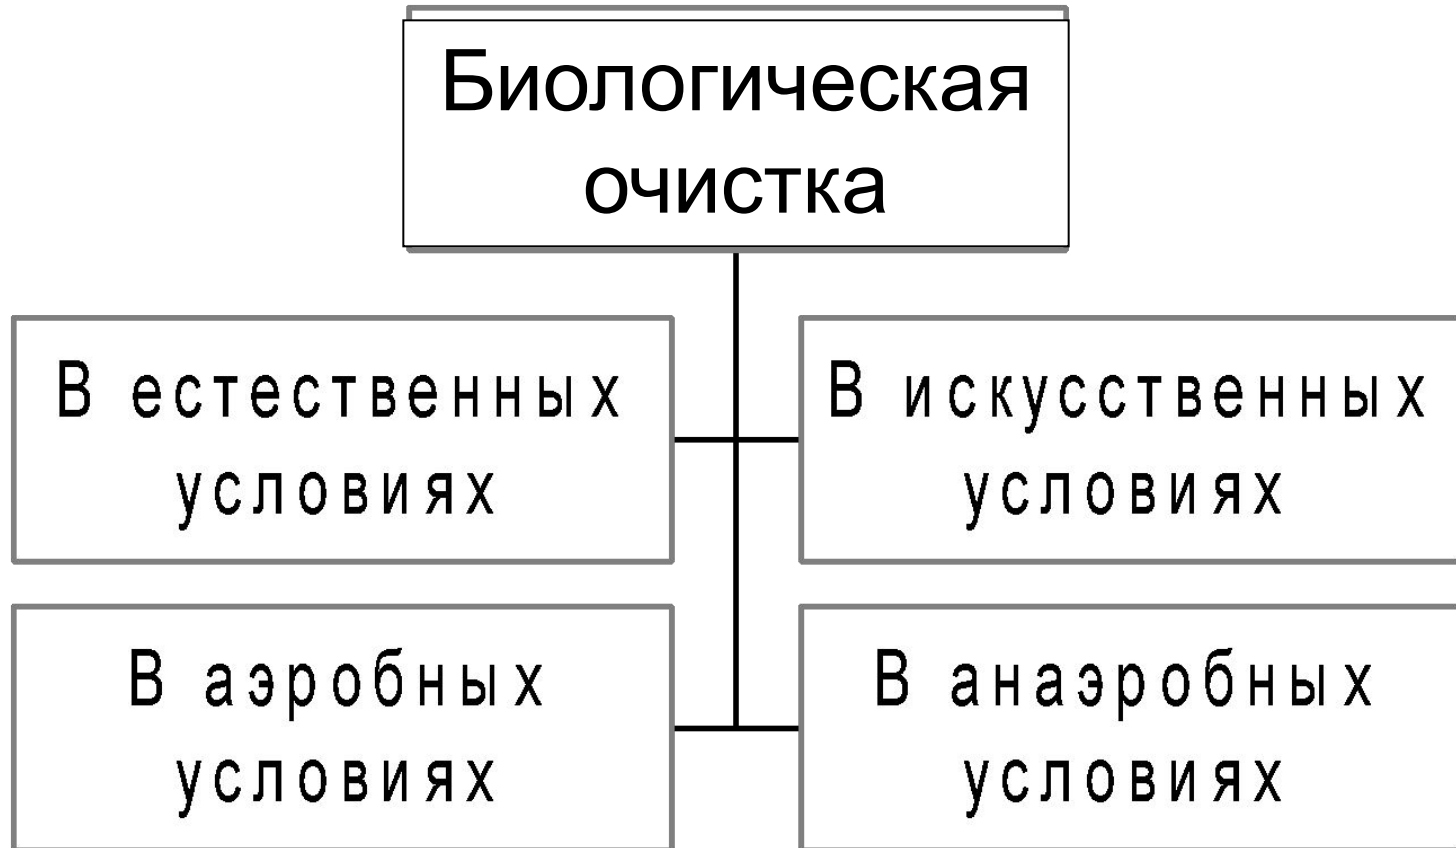 Биологическая
очистка
В естественных
условиях
В искусственных
условиях
В аэробных
условиях
В анаэробных
условиях